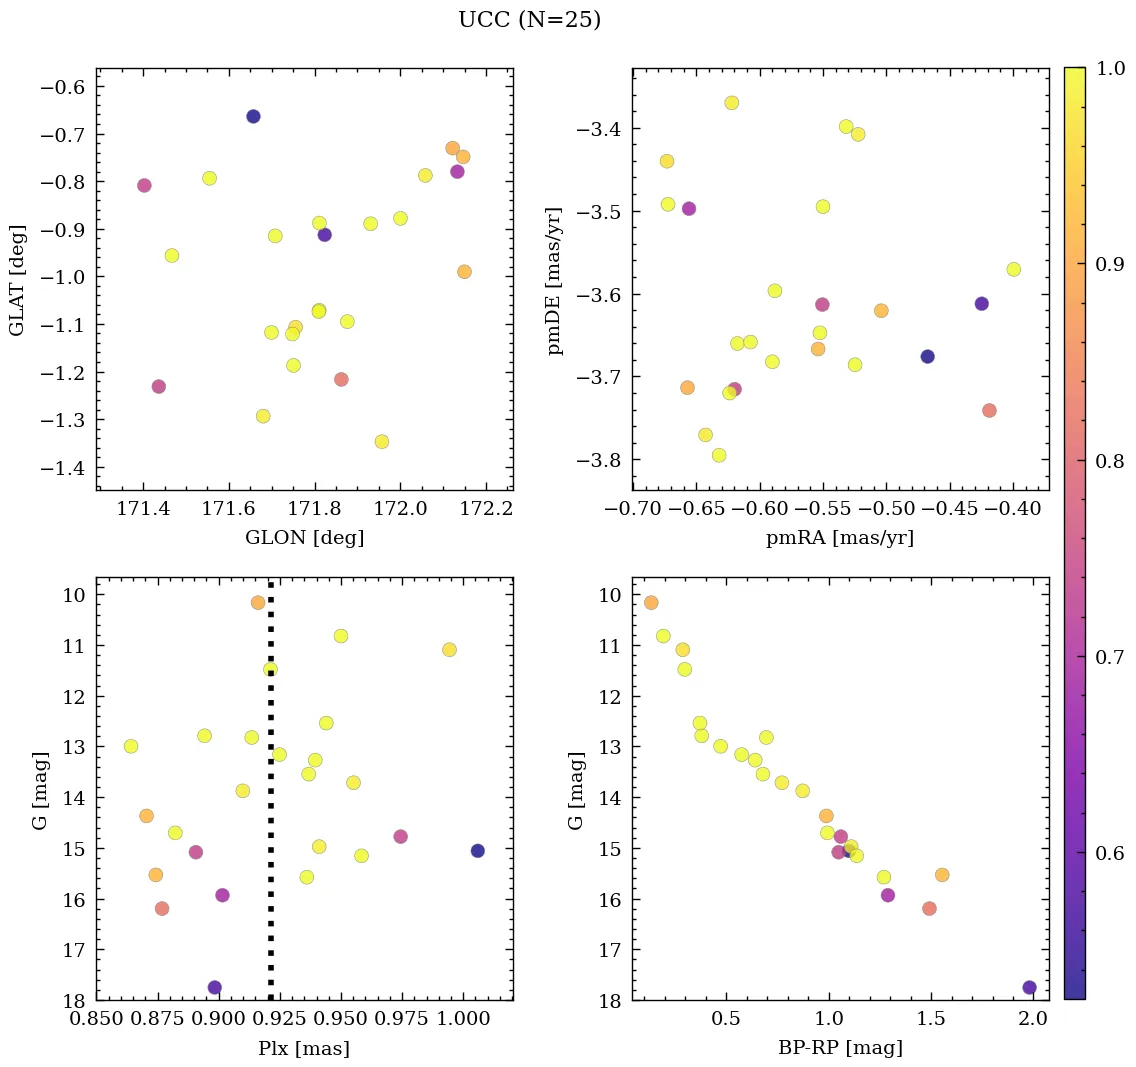 UCC (N=25)
−0.6
−0.7
−0.8
−0.9
−1.0
−1.1
−1.2
−1.3
−1.4
GLAT [deg]
171.4 171.6 171.8 172.0 172.2
GLON [deg]
−3.4
−3.5
−3.6
−3.7
−3.8
pmDE [mas/yr]
−0.70 −0.65 −0.60 −0.55 −0.50 −0.45 −0.40
pmRA [mas/yr]
10
11
12
13
14
15
16
17
18
G [mag]
0.850 0.875 0.900 0.925 0.950 0.975 1.000
Plx [mas]
10
11
12
13
14
15
16
17
18
G [mag]
0.5 1.0 1.5 2.0
BP-RP [mag]
1.0
0.9
0.8
0.7
0.6